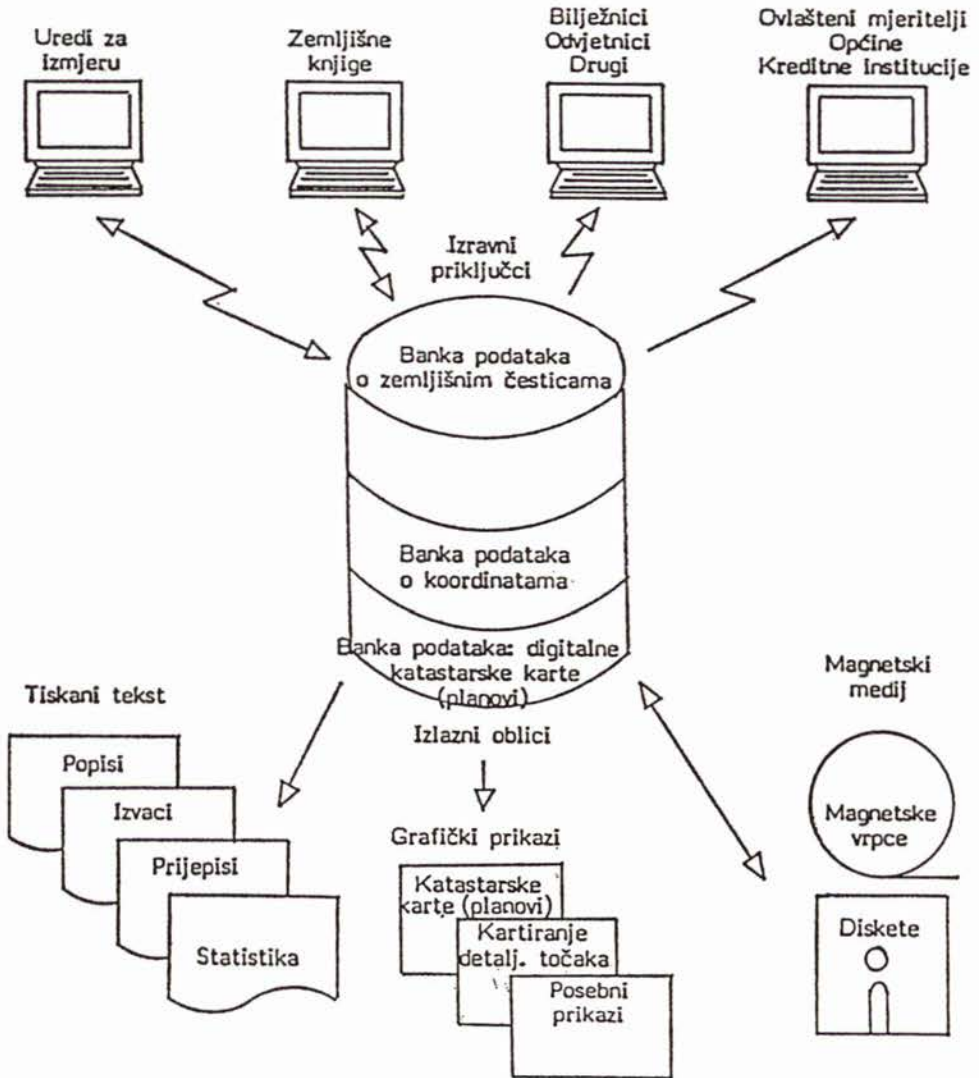 Uredi za
izmjeru
Zemljišne
knjige
Bilježnici
Odvjetnici
Drugi
Ovlašteni mjeritelji
Općine
Kreditne institucije
Izravni
priključci
Banka podataka
o zemljišnim česticama
Banka podataka
o koordinatama
Banka podataka: digitalne
katastarske karte
(planovi)
Tiskani tekst
Popisi
Izvaci
Prijepisi
Statistika
Izlazni oblici
Grafički prikazi
Katastarske
karte (planovi)
Kartiranje
detalj. točaka
Posebni
prikazi
Magnetski
medij
Magnetske
vrpce
Diskete